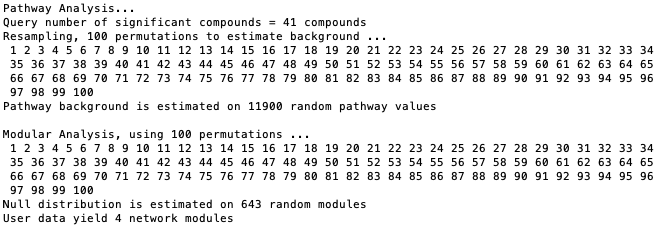 Pathway Analysis...
Query number of significant compounds = 41 compounds
Resampling, 100 permutations to estimate background ...
1 2 3 4 5 6 7 8 9 10 11 12 13 14 15 16 17 18 19 20 21 22 23 24 25 26 27 28 29 30 31 32 33 34
35 36 37 38 39 40 41 42 43 44 45 46 47 48 49 50 51 52 53 54 55 56 57 58 59 60 61 62 63 64 65
66 67 68 69 70 71 72 73 74 75 76 77 78 79 80 81 82 83 84 85 86 87 88 89 90 91 92 93 94 95 96
97 98 99 100
Pathway background is estimated on 11900 random pathway values

Modular Analysis, using 100 permutations ...
1 2 3 4 5 6 7 8 9 10 11 12 13 14 15 16 17 18 19 20 21 22 23 24 25 26 27 28 29 30 31 32 33 34
35 36 37 38 39 40 41 42 43 44 45 46 47 48 49 50 51 52 53 54 55 56 57 58 59 60 61 62 63 64 65
66 67 68 69 70 71 72 73 74 75 76 77 78 79 80 81 82 83 84 85 86 87 88 89 90 91 92 93 94 95 96
97 98 99 100
Null distribution is estimated on 643 random modules
User data yield 4 network modules